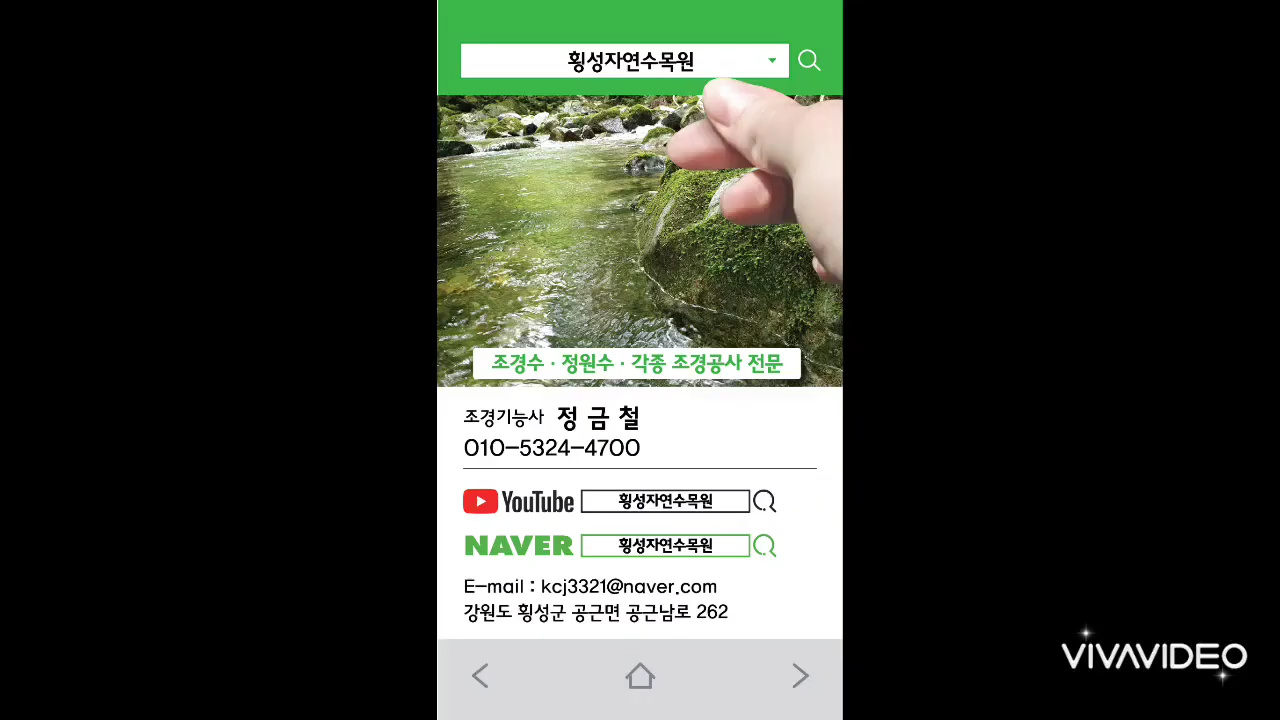 횡성자연수목원
조경수 · 정원수 · 각종 조경공사 전문
조경기능사 정 금 철
010-5324-4700
YouTube 횡성자연수목원
NAVER 횡성자연수목원
E-mail : kcj3321@naver.com
강원도 횡성군 공근면 공근남로 262
VIVAVIDEO